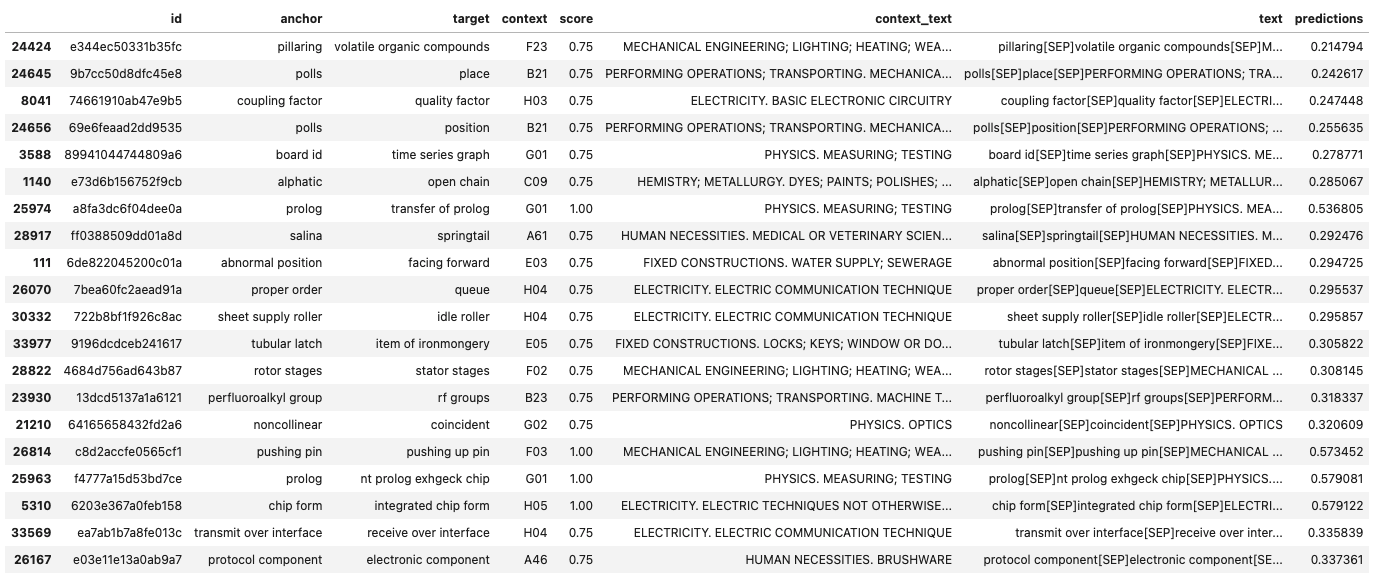 id anchor target context score context_text text predictions
24424 e344ec50331b35fc pillaring volatile organic compounds F23 0.75 MECHANICAL ENGINEERING; LIGHTING; HEATING; WEA... pillaring[SEP]volatile organic compounds[SEP]M... 0.214794
24645 9b7cc50d8dfc45e8 polls place B21 0.75 PERFORMING OPERATIONS; TRANSPORTING. MECHANICA... polls[SEP]place[SEP]PERFORMING OPERATIONS; TRA... 0.242617
8041 74661910ab47e9b5 coupling factor quality factor H03 0.75 ELECTRICITY. BASIC ELECTRONIC CIRCUITRY coupling factor[SEP]quality factor[SEP]ELECTRI... 0.247448
24656 69e6feaad2dd9535 polls position B21 0.75 PERFORMING OPERATIONS; TRANSPORTING. MECHANICA... polls[SEP]position[SEP]PERFORMING OPERATIONS; ... 0.255635
3588 89941044744809a6 board id time series graph G01 0.75 PHYSICS. MEASURING; TESTING board id[SEP]time series graph[SEP]PHYSICS. ME... 0.278771
1140 e73d6b156752f9cb alphatic open chain C09 0.75 HEMISTRY; METALLURGY. DYES; PAINTS; POLISHES; ... alphatic[SEP]open chain[SEP]HEMISTRY; METALLUR... 0.285067
25974 a8fa3dc6f04dee0a prolog transfer of prolog G01 1.00 PHYSICS. MEASURING; TESTING prolog[SEP]transfer of prolog[SEP]PHYSICS. MEA... 0.536805
28917 ff0388509dd01a8d salina springtail A61 0.75 HUMAN NECESSITIES. MEDICAL OR VETERINARY SCIEN... salina[SEP]springtail[SEP]HUMAN NECESSITIES. M... 0.292476
111 6de822045200c01a abnormal position facing forward E03 0.75 FIXED CONSTRUCTIONS. WATER SUPPLY; SEWERAGE abnormal position[SEP]facing forward[SEP]FIXED... 0.294725
26070 7bea60fc2aead91a proper order queue H04 0.75 ELECTRICITY. ELECTRIC COMMUNICATION TECHNIQUE proper order[SEP]queue[SEP]ELECTRICITY. ELECTR... 0.295537
30332 722b8bf1f926c8ac sheet supply roller idle roller H04 0.75 ELECTRICITY. ELECTRIC COMMUNICATION TECHNIQUE sheet supply roller[SEP]idle roller[SEP]ELECTR... 0.295857
33977 9196dcdceb241617 tubular latch item of ironmongery E05 0.75 FIXED CONSTRUCTIONS. LOCKS; KEYS; WINDOW OR DO... tubular latch[SEP]item of ironmongery[SEP]FIXE... 0.305822
28822 4684d756ad643b87 rotor stages stator stages F02 0.75 MECHANICAL ENGINEERING; LIGHTING; HEATING; WEA... rotor stages[SEP]stator stages[SEP]MECHANICAL ... 0.308145
23930 13dcd5137a1a6121 perfluoroalkyl group rf groups B23 0.75 PERFORMING OPERATIONS; TRANSPORTING. MACHINE T... perfluoroalkyl group[SEP]rf groups[SEP]PERFORM... 0.318337
21210 64165658432fd2a6 noncollinear coincident G02 0.75 PHYSICS. OPTICS noncollinear[SEP]coincident[SEP]PHYSICS. OPTICS 0.320609
26814 c8d2accfe0565cf1 pushing pin pushing up pin F03 1.00 MECHANICAL ENGINEERING; LIGHTING; HEATING; WEA... pushing pin[SEP]pushing up pin[SEP]MECHANICAL ... 0.573452
25963 f4777a15d53bd7ce prolog nt prolog exhgeck chip G01 1.00 PHYSICS. MEASURING; TESTING prolog[SEP]nt prolog exhgeck chip[SEP]PHYSICS.... 0.579081
5310 6203e367a0feb158 chip form integrated chip form H05 1.00 ELECTRICITY. ELECTRIC TECHNIQUES NOT OTHERWISE... chip form[SEP]integrated chip form[SEP]ELECTRI... 0.579122
33569 ea7ab1b7a8fe013c transmit over interface receive over interface H04 0.75 ELECTRICITY. ELECTRIC COMMUNICATION TECHNIQUE transmit over interface[SEP]receive over inter... 0.335839
26167 e03e11e13a0ab9a7 protocol component electronic component A46 0.75 HUMAN NECESSITIES. BRUSHWARE protocol component[SEP]electronic component[SE... 0.337361